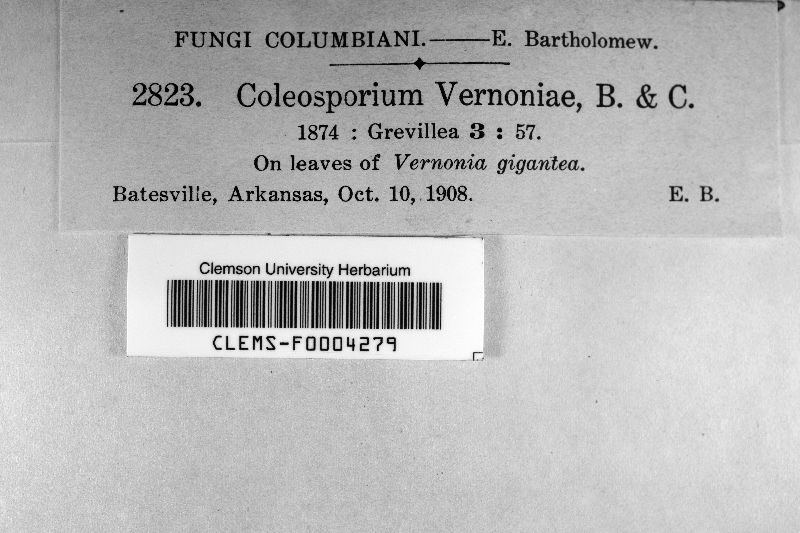 FUNGI COLUMBIANI.——E. Bartholomew.
2823. Coleosporium Vernoniae, B. & C.
1874 : Grevillea 3 : 57.
On leaves of Vernonia gigantea.
Batesville, Arkansas, Oct. 10, 1908. E. B.
Clemson University Herbarium
CLEMS-F0004279